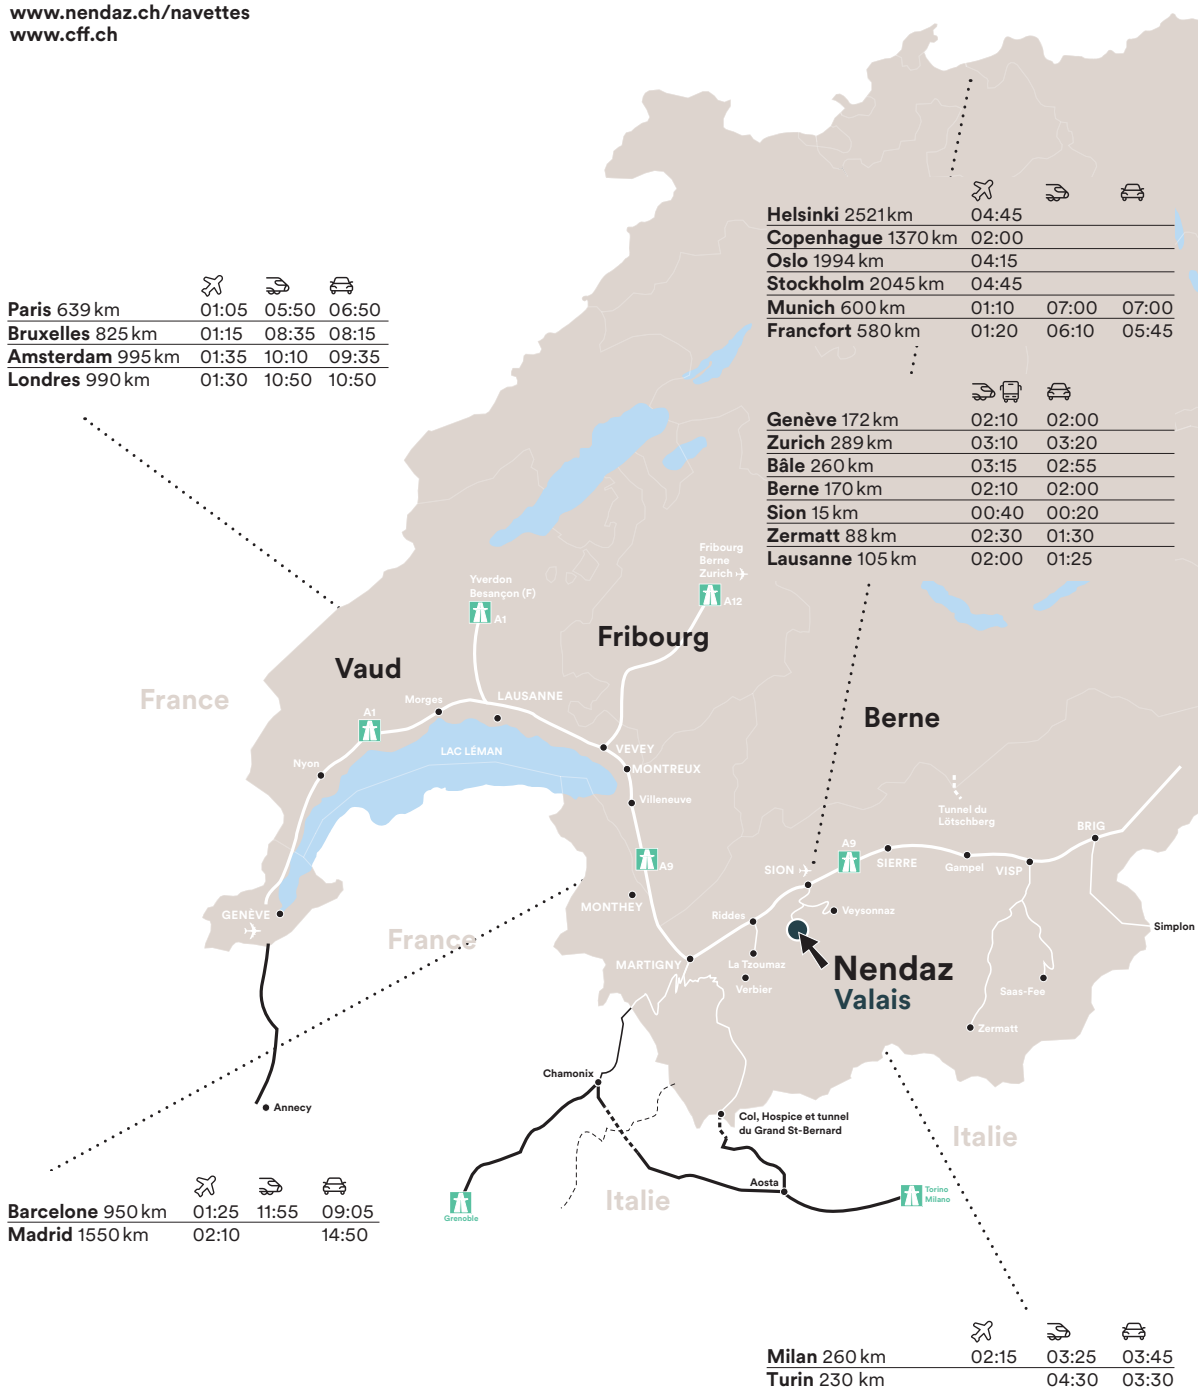 www.nendaz.ch/navettes
www.cff.ch
Helsinki 2521 km 04:45
Copenhague 1370 km 02:00
Oslo 1994 km 04:15
Stockholm 2045 km 04:45
Munich 600 km 01:10 07:00 07:00
Francfort 580 km 01:20 06:10 05:45
Paris 639 km 01:05 05:50 06:50
Bruxelles 825 km 01:15 08:35 08:15
Amsterdam 995 km 01:35 10:10 09:35
Londres 990 km 01:30 10:50 10:50
Genève 172 km 02:10 02:00
Zurich 289 km 03:10 03:20
Bâle 260 km 03:15 02:55
Berne 170 km 02:10 02:00
Sion 15 km 00:40 00:20
Zermatt 88 km 02:30 01:30
Lausanne 105 km 02:00 01:25
Fribourg
Berne
Zurich
A12
Yverdon
Besançon (F)
A1
Fribourg
Vaud
France
Morges
LAUSANNE
A1
Berne
LAC LÉMAN
VEVEY
Nyon
MONTREUX
Villeneuve
Tunnel du
Lötschberg
BRIG
A9
A9
SION
SIERRE
Gampel
VISP
MONTHEY
GENÈVE
Riddes
Veysonnaz
Simplon
France
MARTIGNY
La Tzoumaz
Verbier
Nendaz
Valais
Saas-Fee
Zermatt
Chamonix
Annecy
Col, Hospice et tunnel
du Grand St-Bernard
Italie
Aosta
Italie
Torino
Milano
Grenoble
Barcelone 950 km 01:25 11:55 09:05
Madrid 1550 km 02:10 14:50
Milan 260 km 02:15 03:25 03:45
Turin 230 km 04:30 03:30